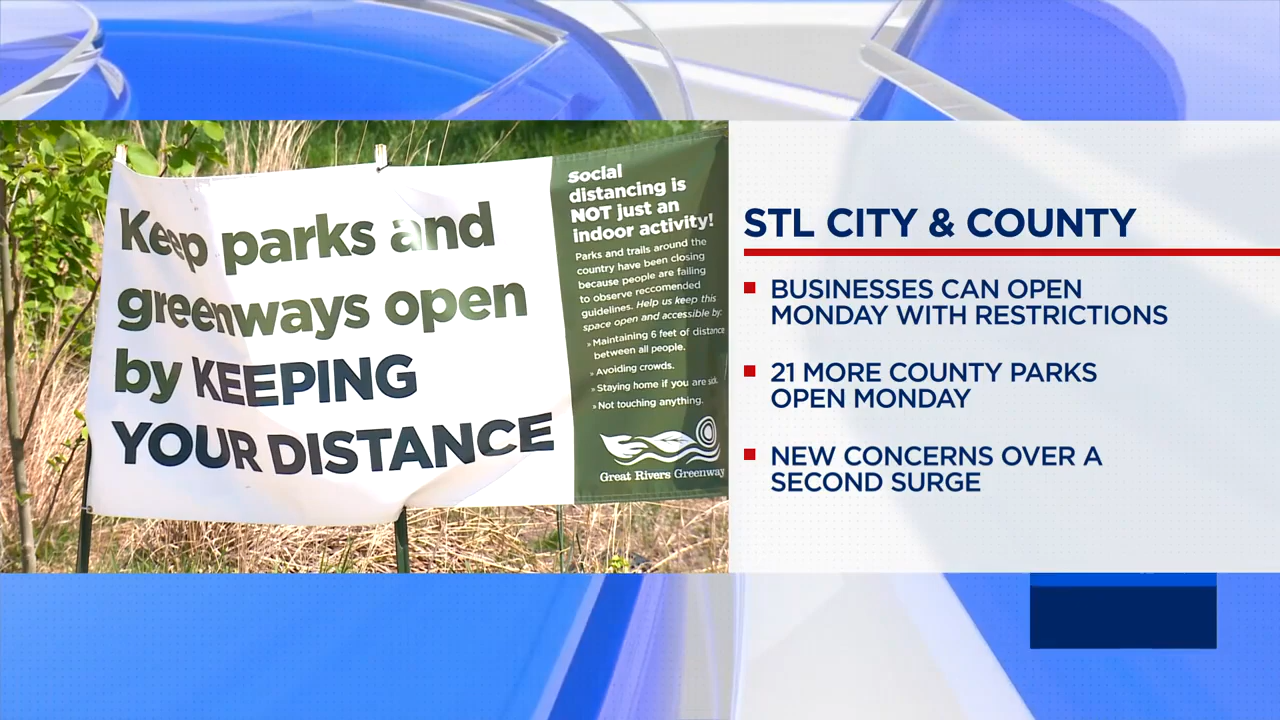 Keep parks and
greenways open
by KEEPING
YOUR DISTANCE
Social
distancing is
NOT just an
indoor activity!
Parks and trails around the
country have been closing
because people are failing
to observe reccomended
guidelines. Help us keep this
space open and accessible by:
» Maintaining 6 feet of distance
between all people.
» Avoiding crowds.
» Staying home if you are sick.
» Not touching anything.
Great Rivers Greenway
STL CITY & COUNTY
BUSINESSES CAN OPEN
MONDAY WITH RESTRICTIONS
21 MORE COUNTY PARKS
OPEN MONDAY
NEW CONCERNS OVER A
SECOND SURGE